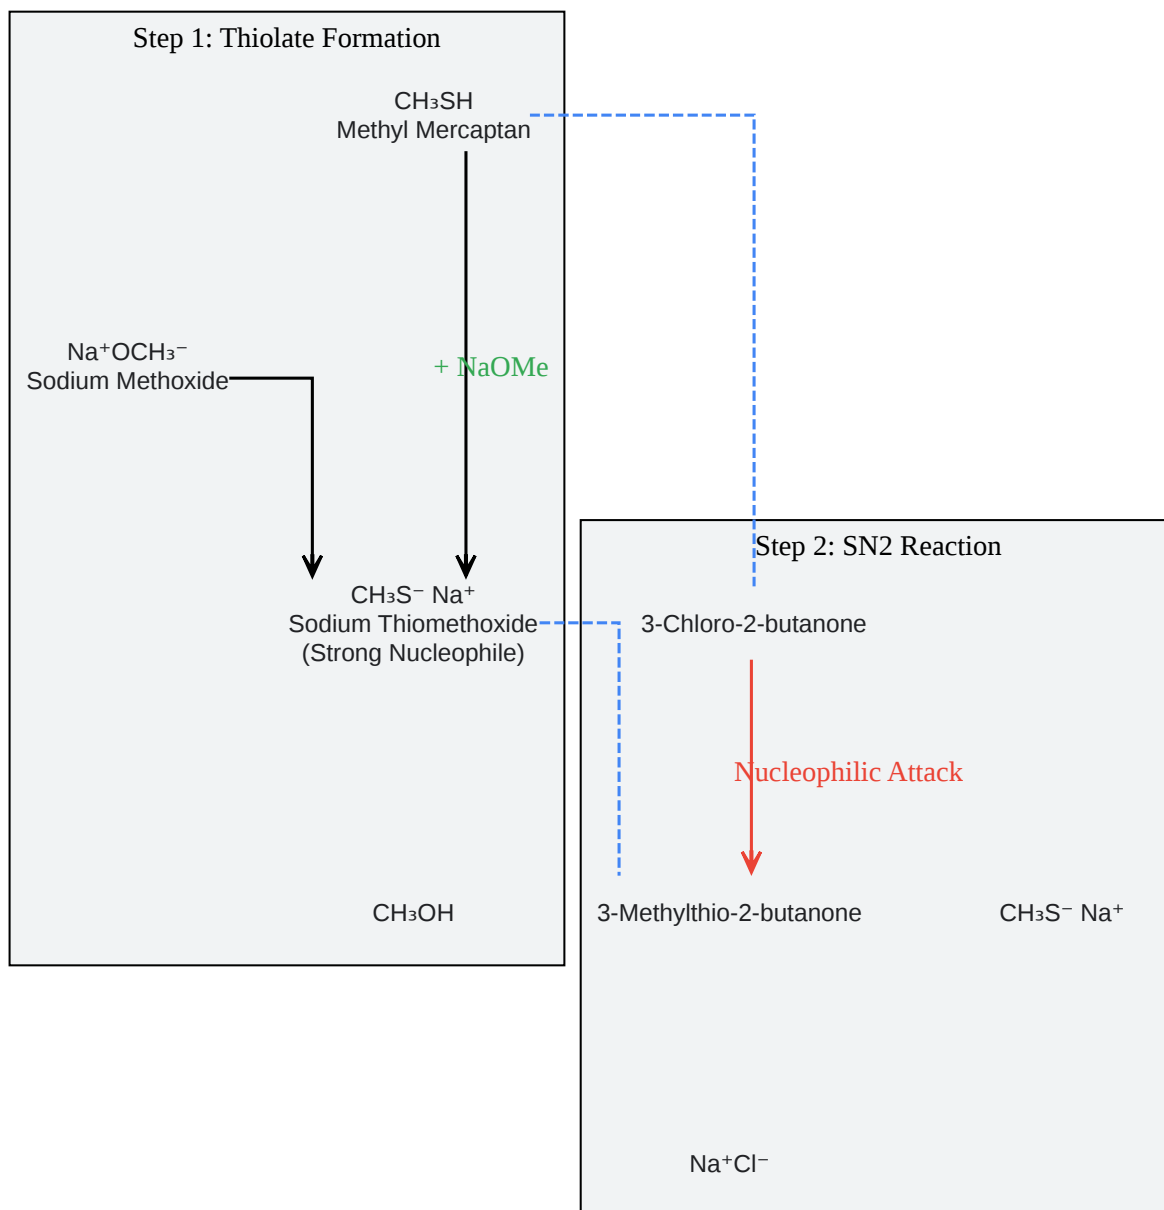 Step 1: Thiolate Formation
CH₃SH
Methyl Mercaptan
Na⁺OCH₃⁻
Sodium Methoxide
+ NaOMe
CH₃S⁻ Na⁺
Sodium Thiomethoxide
(Strong Nucleophile)
CH₃OH
Step 2: SN2 Reaction
3-Chloro-2-butanone
Nucleophilic Attack
3-Methylthio-2-butanone
CH₃S⁻ Na⁺
Na⁺Cl⁻